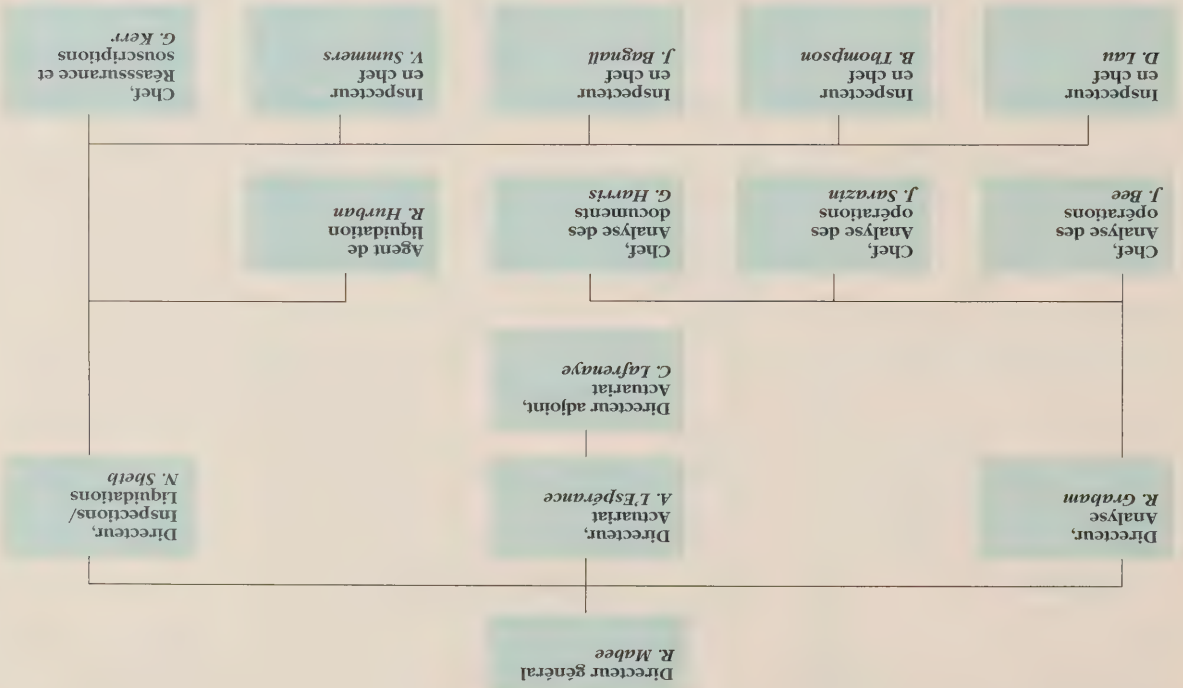 Directeur général
R. Mabee
Directeur,
Analyse
R. Graham
Directeur,
Actuariat
A. L'Espérance
Directeur,
Inspections/
Liquidations
N. Sheth
Directeur adjoint,
Actuariat
C. Lafrenaye
Chef,
Analyse des
opérations
J. Bee
Chef,
Analyse des
opérations
J. Sarazin
Chef,
Analyse des
documents
G. Harris
Agent de
liquidation
R. Hurban
Inspecteur
en chef
D. Lau
Inspecteur
en chef
B. Thompson
Inspecteur
en chef
J. Bagnall
Inspecteur
en chef
V. Summers
Chef,
Réasssurance et
souscriptions
G. Kerr